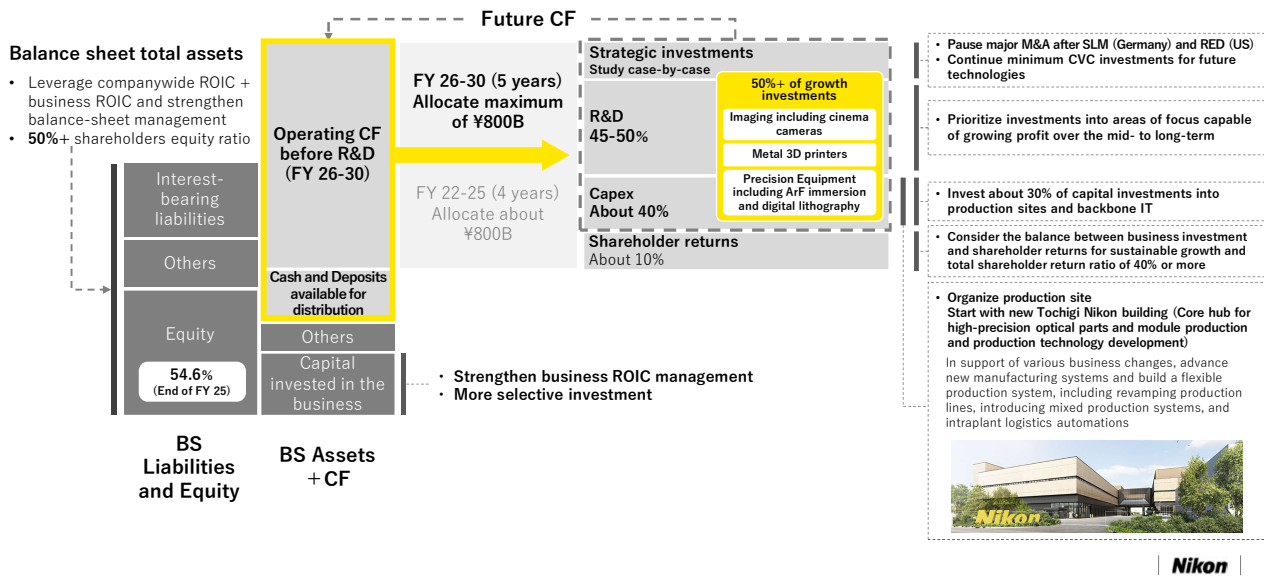 Future CF
Balance sheet total assets
• Leverage companywide ROIC +
business ROIC and strengthen
balance-sheet management
• 50%+ shareholders equity ratio
Interest-
bearing
liabilities
Others
Equity
54.6%
(End of FY 25)
BS
Liabilities
and Equity
Operating CF
before R&D
(FY 26-30)
Cash and Deposits
available for
distribution
Others
Capital
invested in the
business
BS Assets
+CF
FY 26-30 (5 years)
Allocate maximum
of ¥800B
FY 22-25 (4 years)
Allocate about
¥800B
• Strengthen business ROIC management
• More selective investment
Strategic investments
Study case-by-case
R&D
45-50%
Capex
About 40%
50%+ of growth
investments
Imaging including cinema
cameras
Metal 3D printers
Precision Equipment
including ArF immersion
and digital lithography
Shareholder returns
About 10%
• Pause major M&A after SLM (Germany) and RED (US)
• Continue minimum CVC investments for future
technologies
• Prioritize investments into areas of focus capable
of growing profit over the mid- to long-term
• Invest about 30% of capital investments into
production sites and backbone IT
• Consider the balance between business investment
and shareholder returns for sustainable growth and
total shareholder return ratio of 40% or more
• Organize production site
Start with new Tochigi Nikon building (Core hub for
high-precision optical parts and module production
and production technology development)
In support of various business changes, advance
new manufacturing systems and build a flexible
production system, including revamping production
lines, introducing mixed production systems, and
intraplant logistics automations
Nikon
Nikon